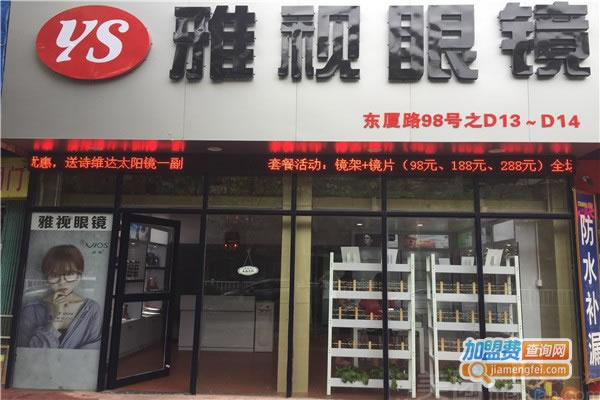 YS 雅视眼镜
东厦路98号之D13～D14
优惠，送诗维达太阳镜一副 套餐活动：镜架+镜片（98元、188元、288元）全场
雅视眼镜
VIOS
门
防水补漏
加盟费查询网
jiamengfei.com